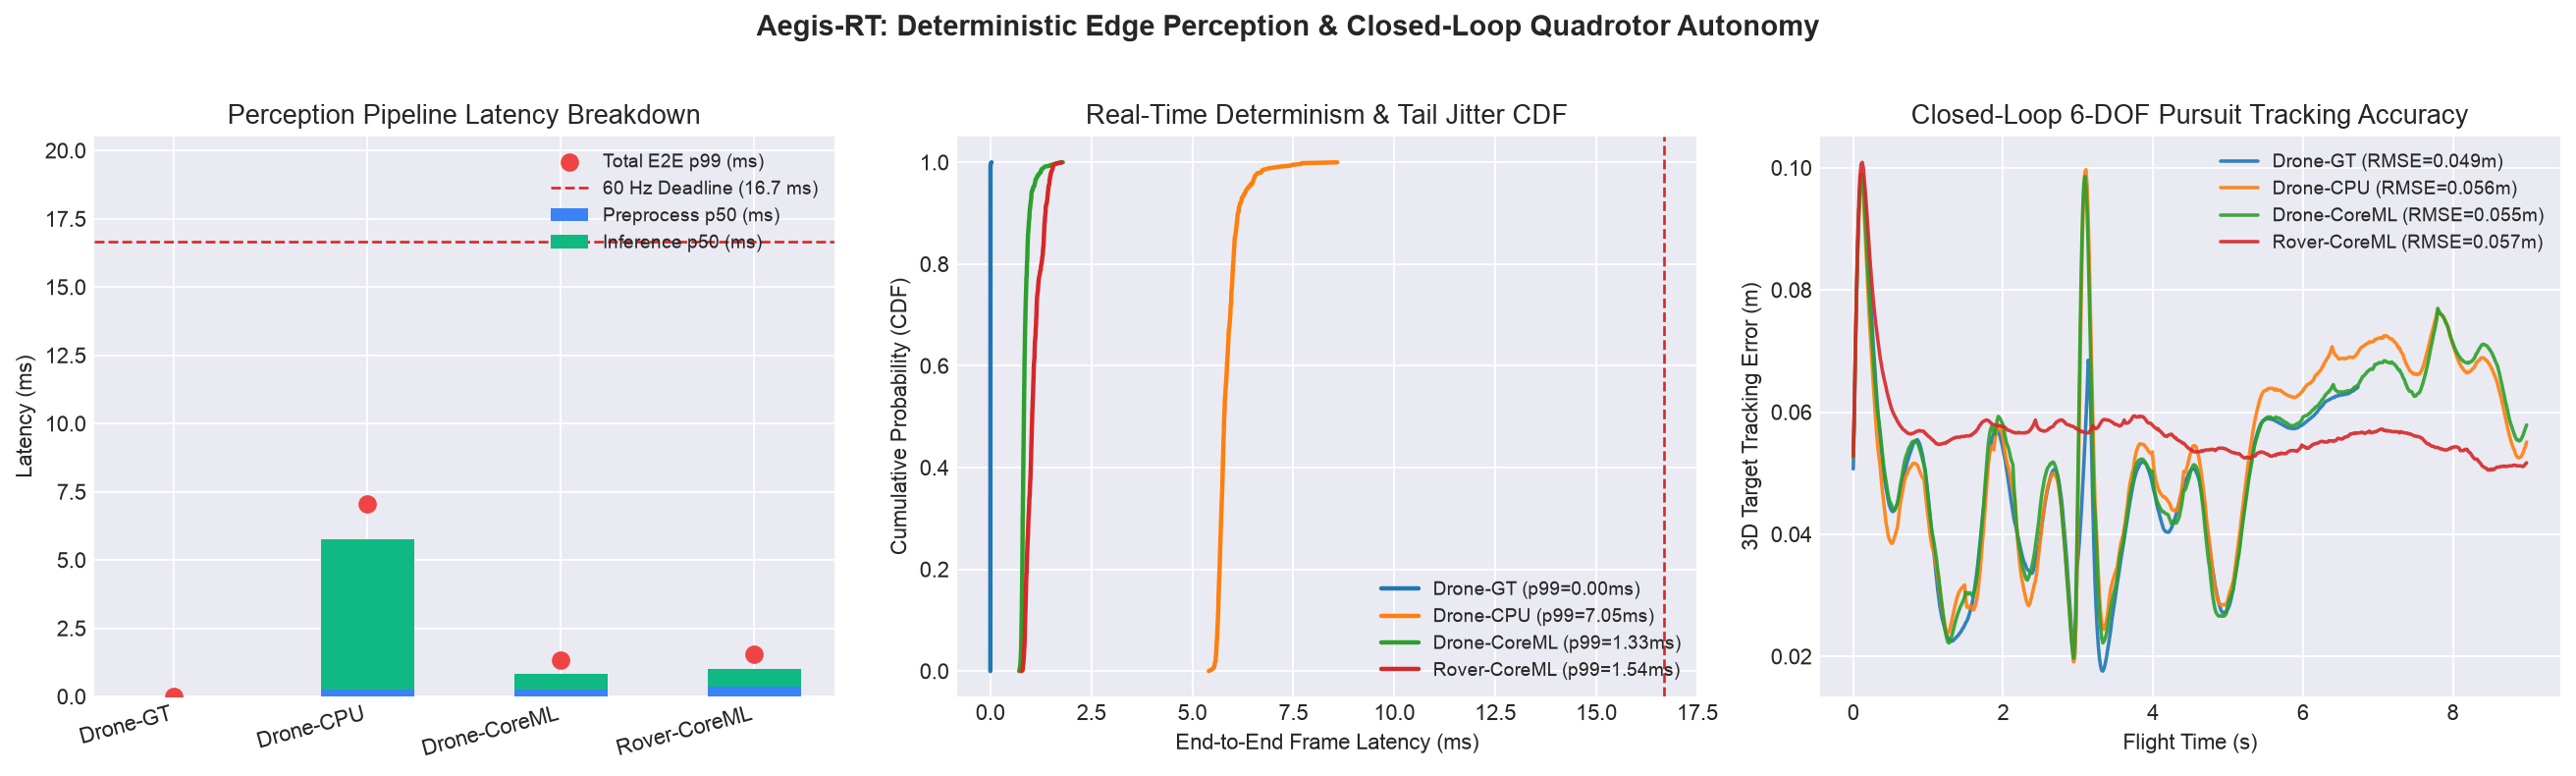 Aegis-RT: Deterministic Edge Perception & Closed-Loop Quadrotor Autonomy
Perception Pipeline Latency Breakdown
20.0
17.5
15.0
12.5
10.0
7.5
5.0
2.5
0.0
Latency (ms)
Total E2E p99 (ms)
60 Hz Deadline (16.7 ms)
Preprocess p50 (ms)
Inference p50 (ms)
Drone-GT
Drone-CPU
Drone-CoreML
Rover-CoreML
Real-Time Determinism & Tail Jitter CDF
1.0
0.8
0.6
0.4
0.2
0.0
Cumulative Probability (CDF)
Drone-GT (p99=0.00ms)
Drone-CPU (p99=7.05ms)
Drone-CoreML (p99=1.33ms)
Rover-CoreML (p99=1.54ms)
0.0 2.5 5.0 7.5 10.0 12.5 15.0 17.5
End-to-End Frame Latency (ms)
Closed-Loop 6-DOF Pursuit Tracking Accuracy
0.10
0.08
0.06
0.04
0.02
3D Target Tracking Error (m)
Drone-GT (RMSE=0.049m)
Drone-CPU (RMSE=0.056m)
Drone-CoreML (RMSE=0.055m)
Rover-CoreML (RMSE=0.057m)
0 2 4 6 8
Flight Time (s)